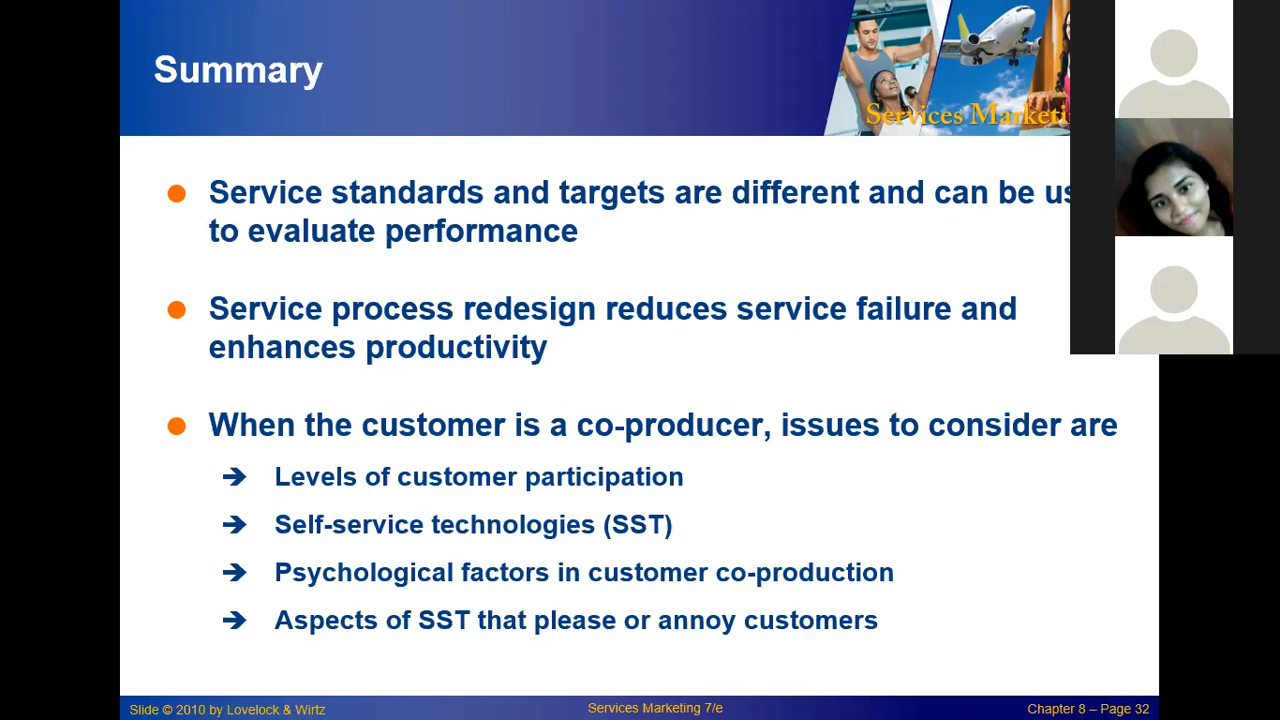 Summary
Services Marketi
Service standards and targets are different and can be us
to evaluate performance
Service process redesign reduces service failure and
enhances productivity
When the customer is a co-producer, issues to consider are
Levels of customer participation
Self-service technologies (SST)
Psychological factors in customer co-production
Aspects of SST that please or annoy customers
Slide © 2010 by Lovelock & Wirtz
Services Marketing 7/e
Chapter 8 – Page 32